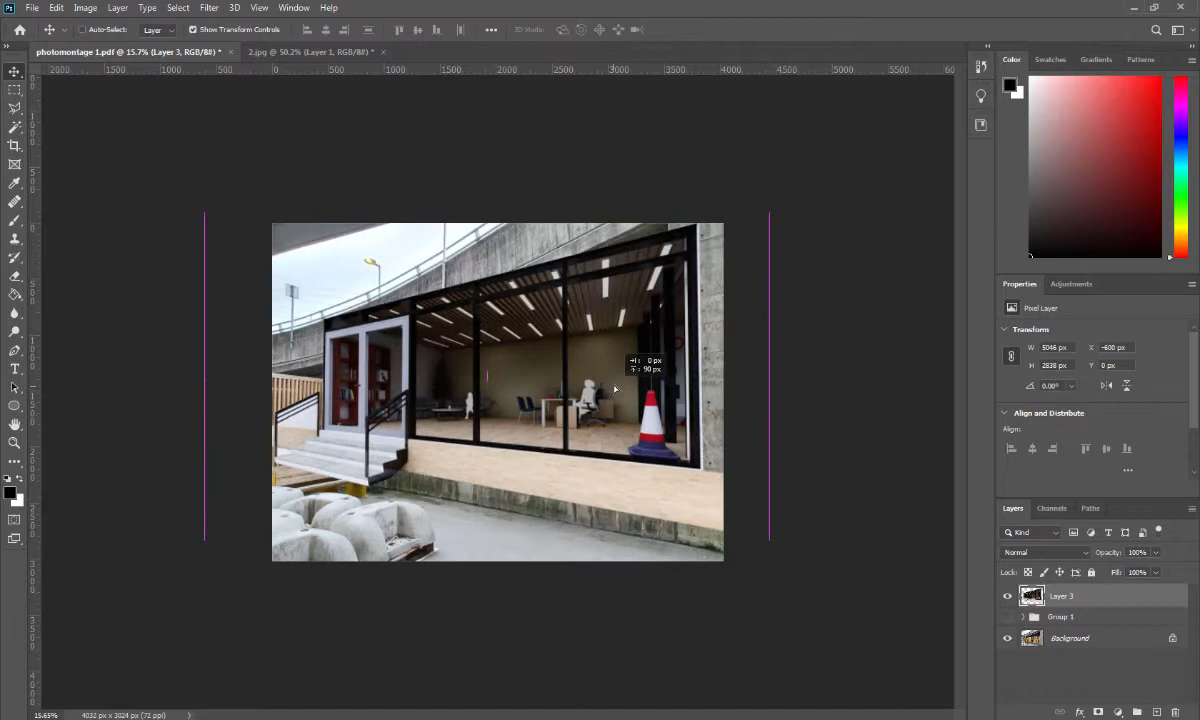 Ps File Edit Image Layer Type Select Filter 3D View Window Help
Auto-Select: Layer Show Transform Controls ••• 3D Mode:
photomontage 1.pdf @ 15.7% (Layer 3, RGB/8#) * × 2.jpg @ 50.2% (Layer 1, RGB/8#) * ×
2000 1500 1000 500 0 500 1000 1500 2000 2500 3000 3500 4000 4500 5000 5500 60
Color Swatches Gradients Patterns
Properties Adjustments
Pixel Layer
Transform
W 5046 px X -600 px
H 2838 px Y 0 px
0.00°
: 0 px
: 90 px
Align and Distribute
Align:
•••
Layers Channels Paths
Kind
Normal Opacity: 100%
Lock: Fill: 100%
Layer 3
Group 1
Background
15.65% 4032 px x 3024 px (72 ppi)